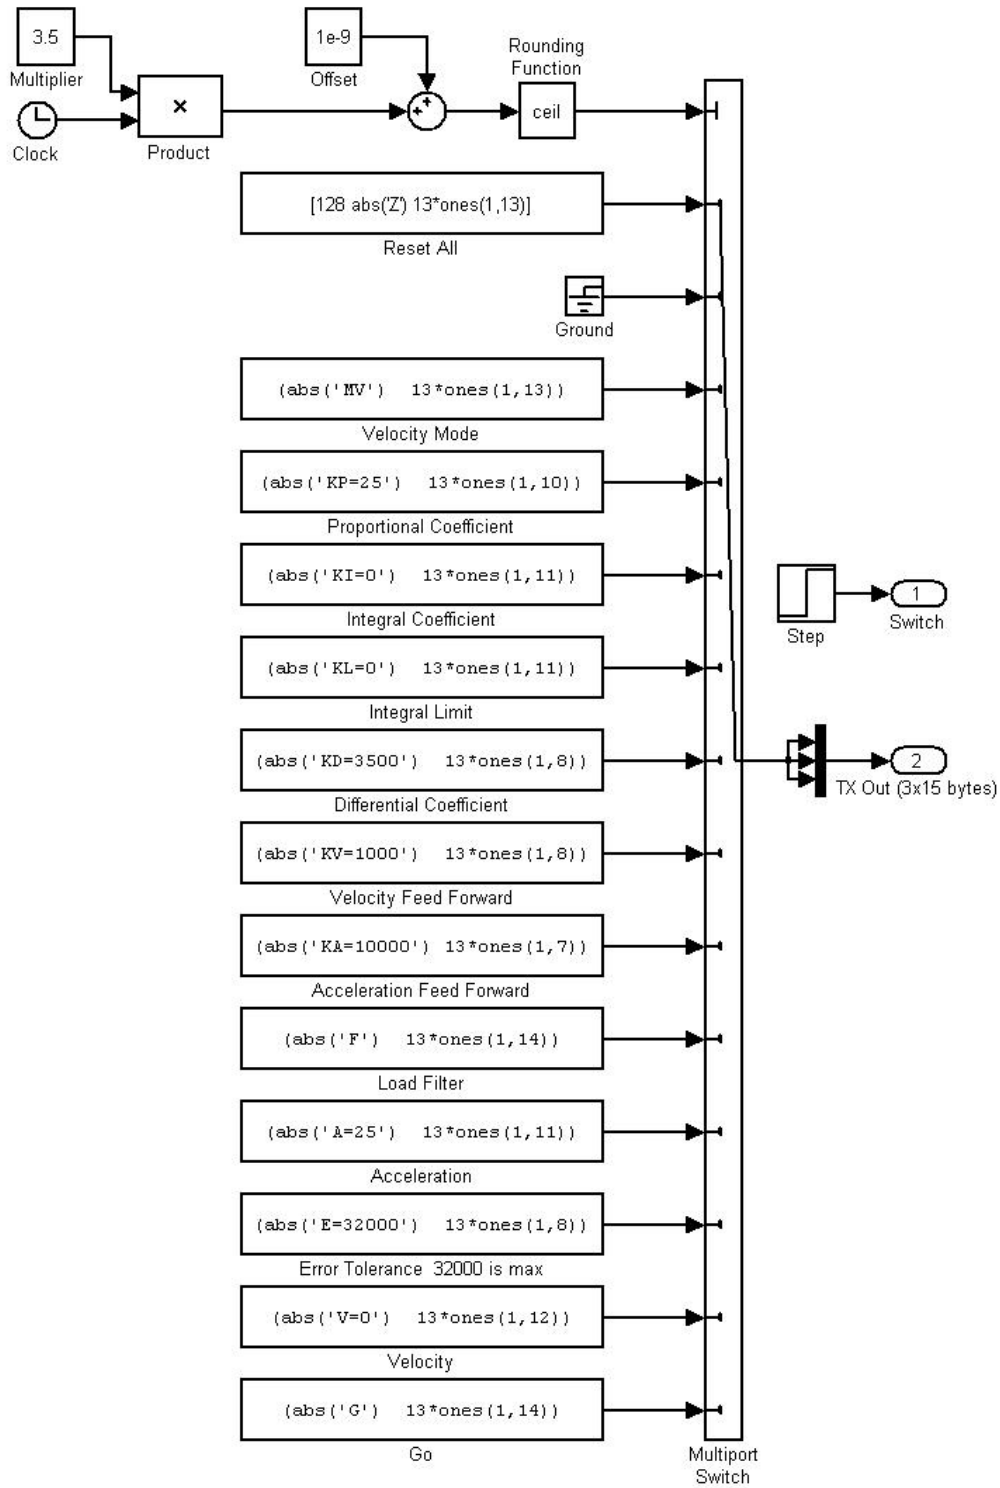 3.5
Multiplier
Clock
×
Product
1e-9
Offset
Rounding
Function
ceil
[128 abs('Z') 13*ones(1,13)]
Reset All
Ground
(abs('MV') 13*ones(1,13))
Velocity Mode
(abs('KP=25') 13*ones(1,10))
Proportional Coefficient
(abs('KI=0') 13*ones(1,11))
Integral Coefficient
(abs('KL=0') 13*ones(1,11))
Integral Limit
(abs('KD=3500') 13*ones(1,8))
Differential Coefficient
(abs('KV=1000') 13*ones(1,8))
Velocity Feed Forward
(abs('KA=10000') 13*ones(1,7))
Acceleration Feed Forward
(abs('F') 13*ones(1,14))
Load Filter
(abs('A=25') 13*ones(1,11))
Acceleration
(abs('E=32000') 13*ones(1,8))
Error Tolerance 32000 is max
(abs('V=0') 13*ones(1,12))
Velocity
(abs('G') 13*ones(1,14))
Go
Multiport
Switch
Step
1
Switch
2
TX Out (3x15 bytes)